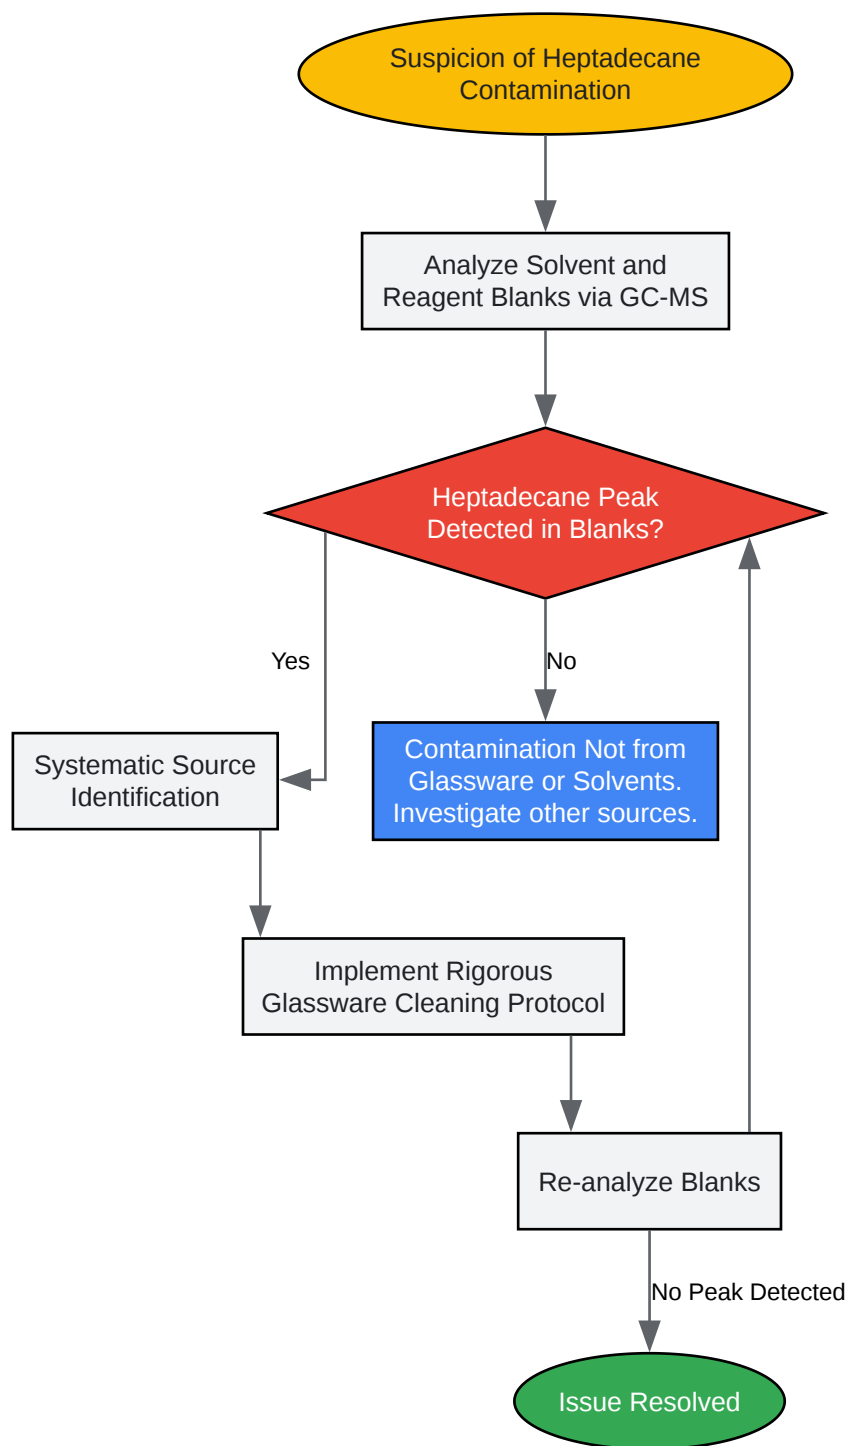 Suspicion of Heptadecane
Contamination
Analyze Solvent and
Reagent Blanks via GC-MS
Heptadecane Peak
Detected in Blanks?
Yes
No
Systematic Source
Identification
Contamination Not from
Glassware or Solvents.
Investigate other sources.
Implement Rigorous
Glassware Cleaning Protocol
Re-analyze Blanks
No Peak Detected
Issue Resolved